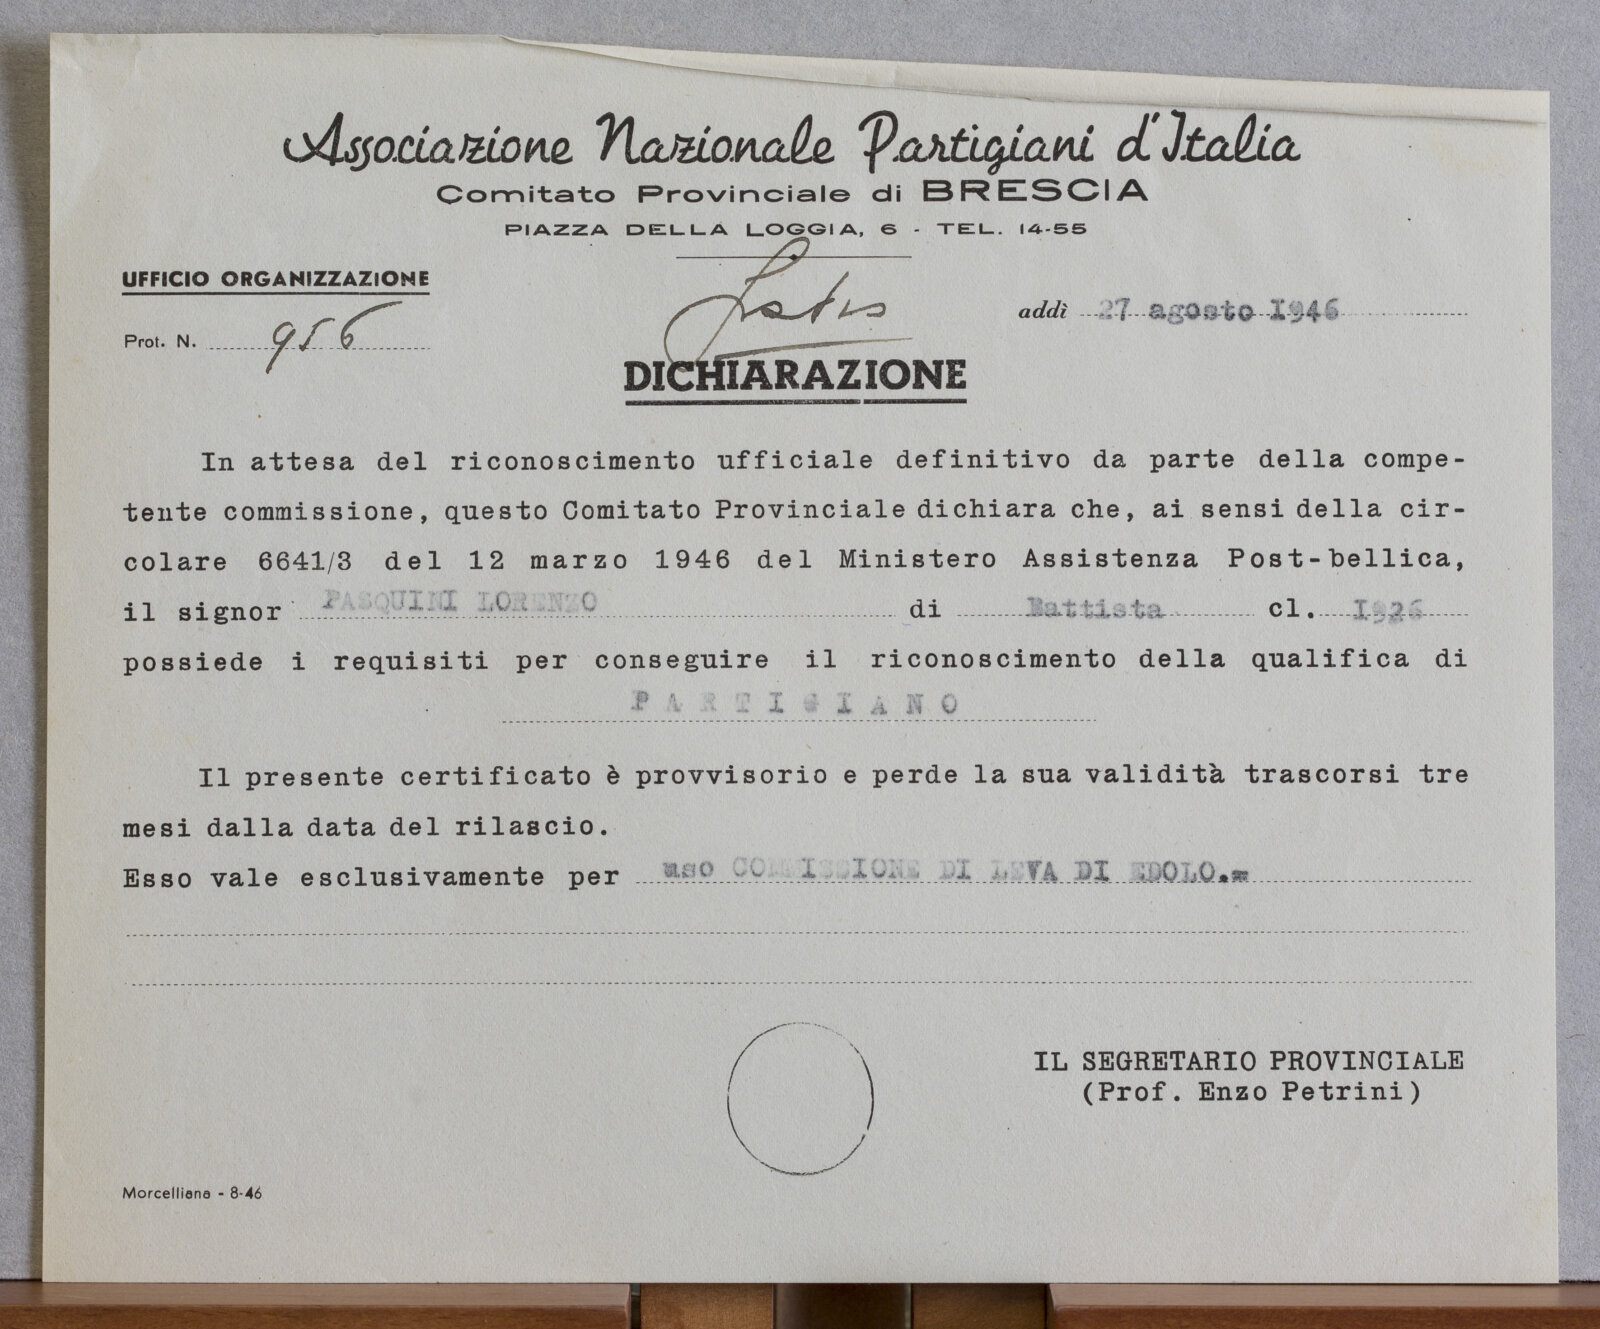 Associazione Nazionale Partigiani d'Italia
Comitato Provinciale di BRESCIA
PIAZZA DELLA LOGGIA, 6 - TEL. 14-55
UFFICIO ORGANIZZAZIONE
addì 27 agosto 1946
Prot. N. 956
DICHIARAZIONE
In attesa del riconoscimento ufficiale definitivo da parte della compe-
tente commissione, questo Comitato Provinciale dichiara che, ai sensi della cir-
colare 6641/3 del 12 marzo 1946 del Ministero Assistenza Post-bellica,
il signor PASQUINI LORENZO di Battista cl. 1926
possiede i requisiti per conseguire il riconoscimento della qualifica di
PARTIGIANO
Il presente certificato è provvisorio e perde la sua validità trascorsi tre
mesi dalla data del rilascio.
Esso vale esclusivamente per uso COMMISSIONE DI LEVA DI EDOLO.=
IL SEGRETARIO PROVINCIALE
(Prof. Enzo Petrini)
Morcelliana - 8-46